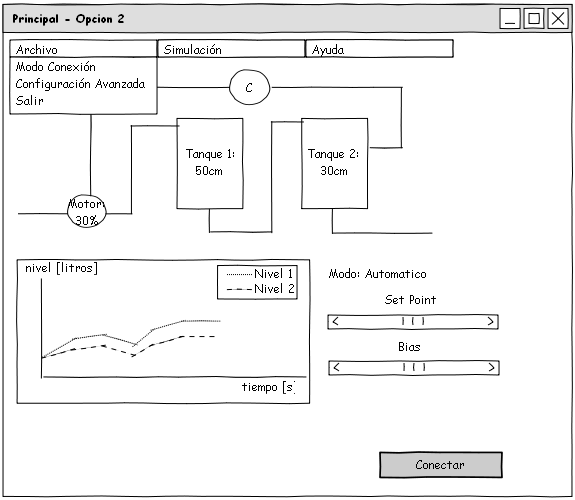 Principal - Opcion 2
Archivo Simulación Ayuda
Modo Conexión
Configuración Avanzada
Salir
C
Tanque 1:
50cm
Tanque 2:
30cm
Motor:
30%
nivel [litros]
Nivel 1
Nivel 2
tiempo [s]
Modo: Automatico
Set Point
Bias
Conectar